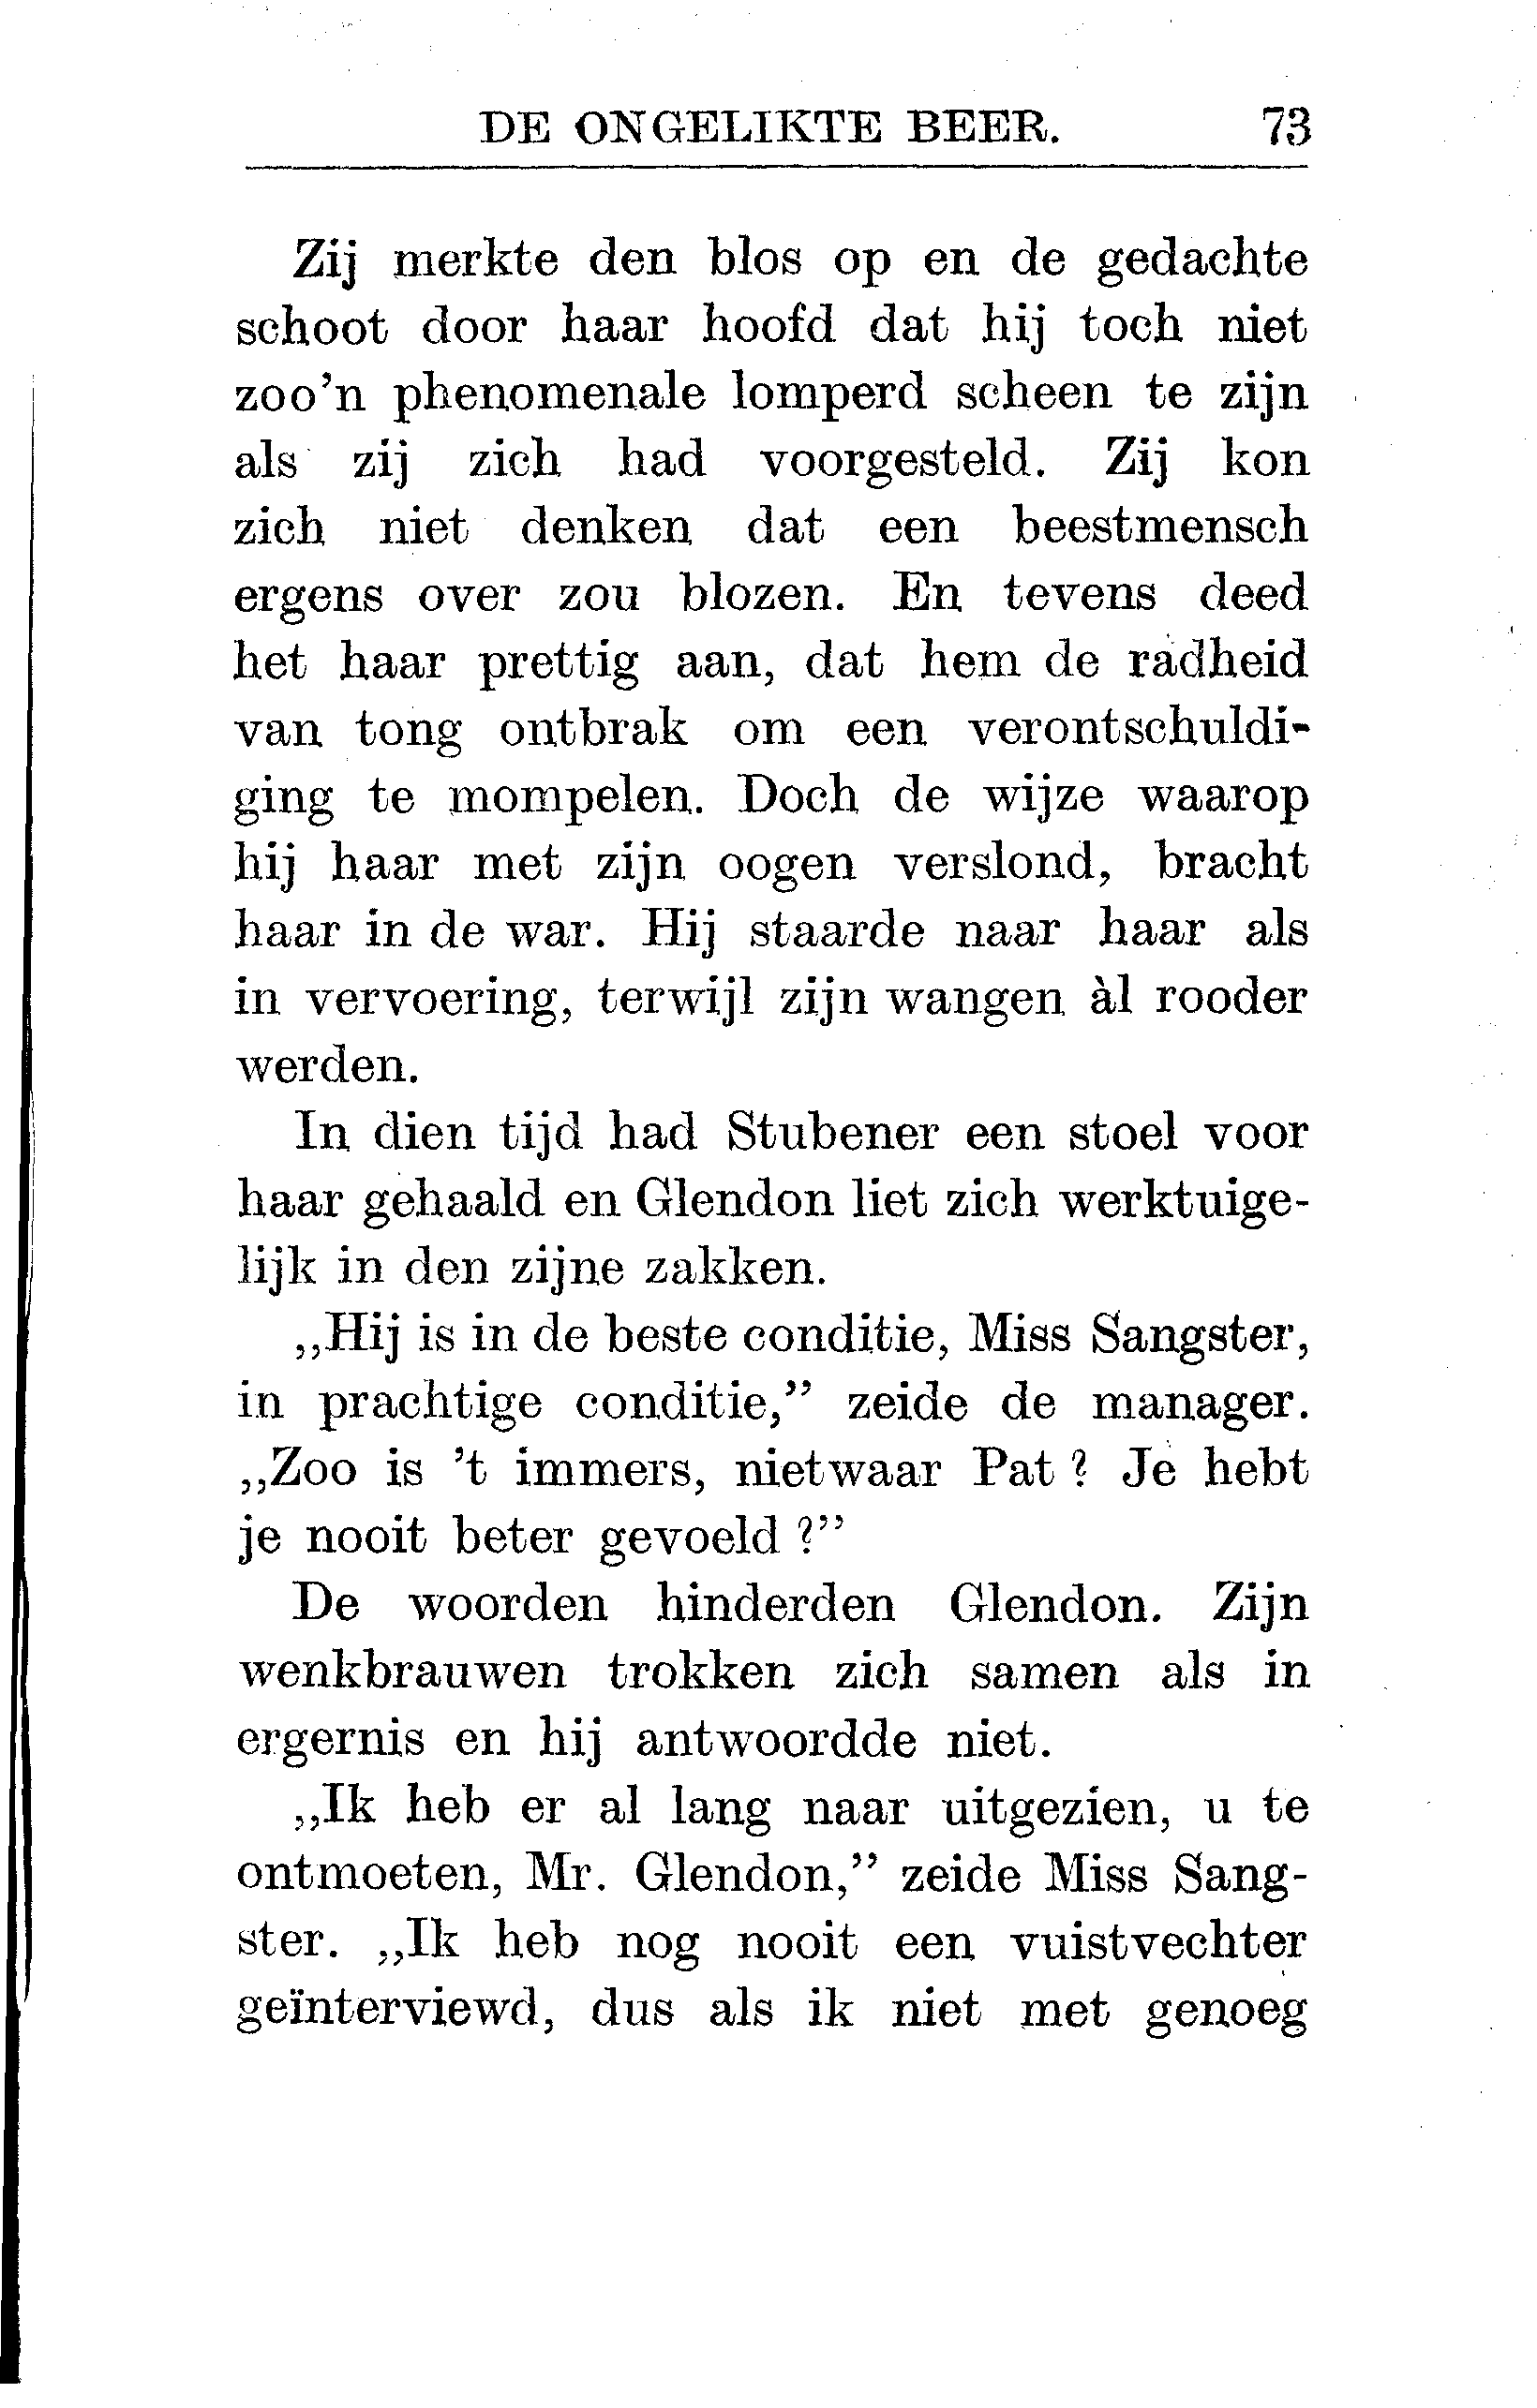 DE ONGELIKTE BEER. 73
Zij merkte den blos op en de gedachte
schoot door haar hoofd dat hij toch niet
zoo’n phenomenale lomperd scheen te zijn
als zij zich had voorgesteld. Zij kon
zich niet denken dat een beestmensch
ergens over zou blozen. En tevens deed
het haar prettig aan, dat hem de radheid
van tong ontbrak om een verontschuldi-
ging te mompelen. Doch de wijze waarop
hij haar met zijn oogen verslond, bracht
haar in de war. Hij staarde naar haar als
in vervoering, terwijl zijn wangen àl rooder
werden.
In dien tijd had Stubener een stoel voor
haar gehaald en Glendon liet zich werktuige-
lijk in den zijne zakken.
„Hij is in de beste conditie, Miss Sangster,
in prachtige conditie,” zeide de manager.
„Zoo is ’t immers, nietwaar Pat ? Je hebt
je nooit beter gevoeld ?”
De woorden hinderden Glendon. Zijn
wenkbrauwen trokken zich samen als in
ergernis en hij antwoordde niet.
„Ik heb er al lang naar uitgezien, u te
ontmoeten, Mr. Glendon,” zeide Miss Sang-
ster. „Ik heb nog nooit een vuistvechter
geïnterviewd, dus als ik niet met genoeg